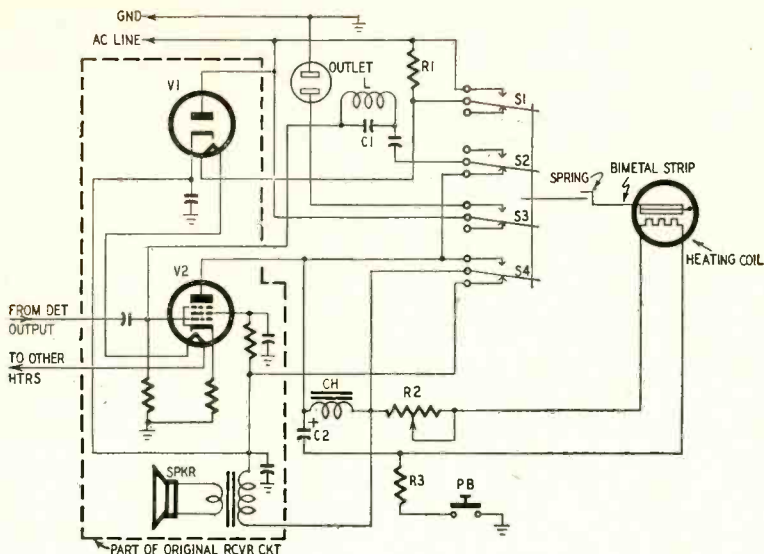 GND
AC LINE
V1
OUTLET
L
R1
C1
S1
S2
SPRING
BIMETAL STRIP
S3
HEATING COIL
S4
V2
FROM DET
OUTPUT
TO OTHER
HTRS
CH
R2
+
C2
R3
PB
SPKR
PART OF ORIGINAL RCVR CKT